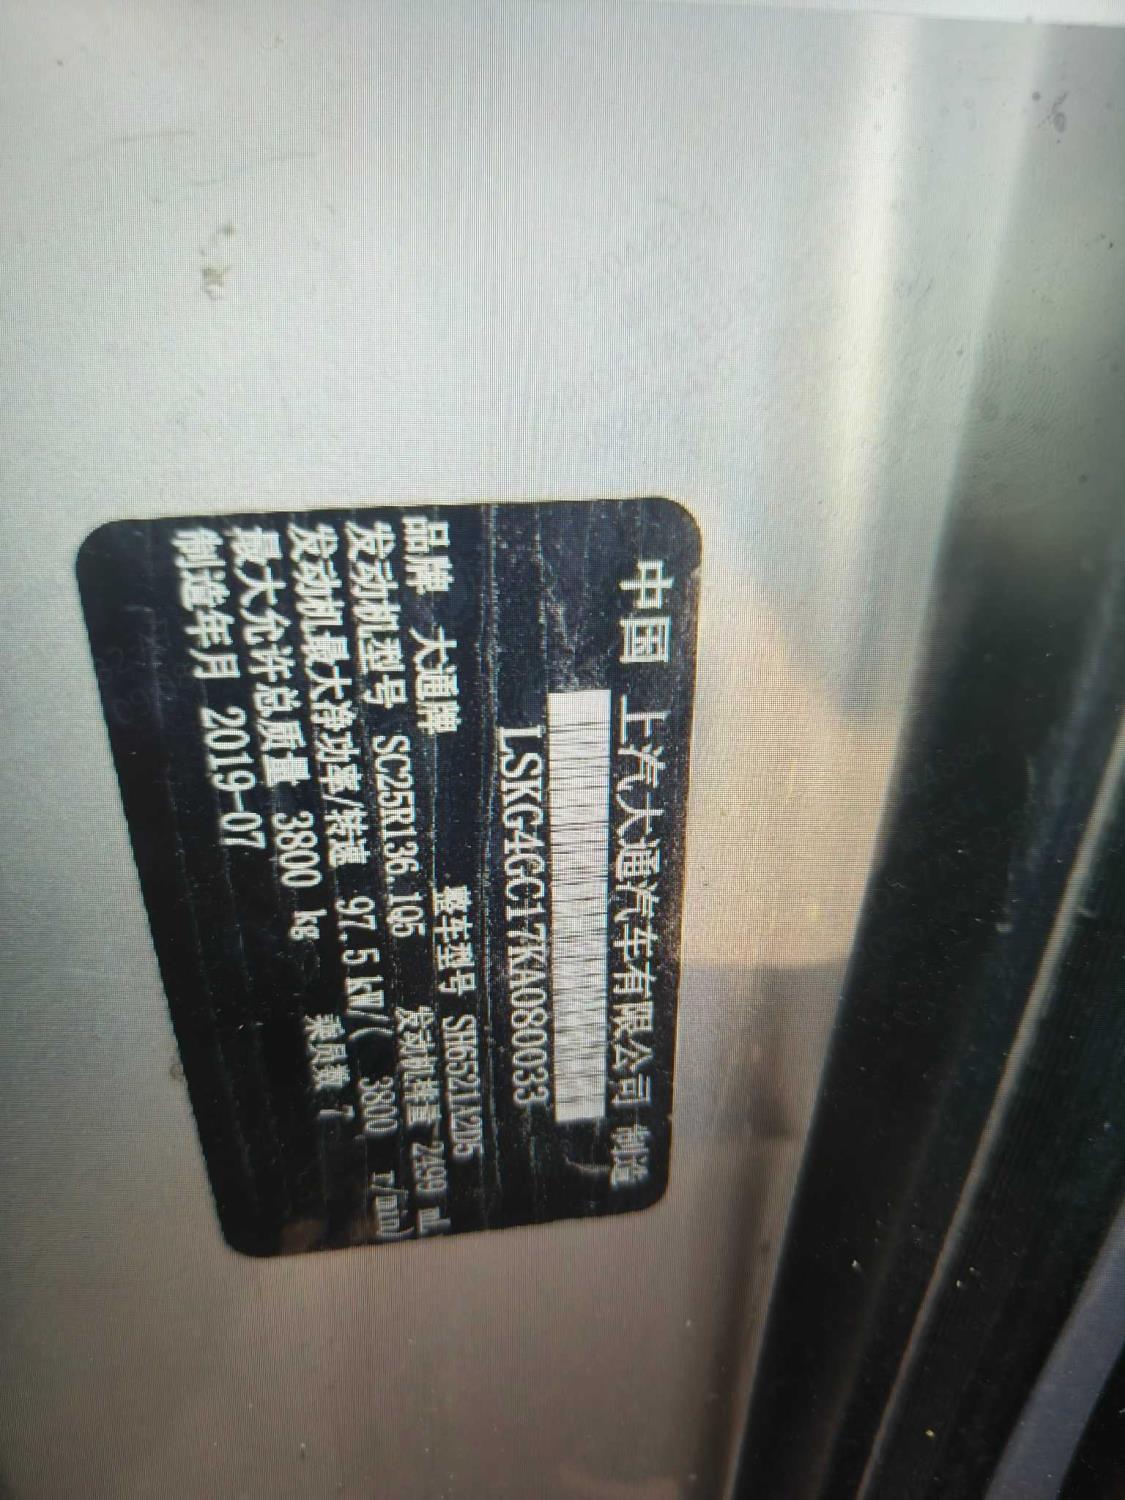 中国 上汽大通汽车有限公司 制造
LSKG4GC17KA080033
品牌 大通牌 整车型号 SH6521A2D5
发动机型号 SC25R136.1Q5 发动机排量 2499 mL
发动机最大净功率/转速 97.5 kW/( 3800 r/min)
最大允许总质量 3800 kg 乘员数 7
制造年月 2019-07